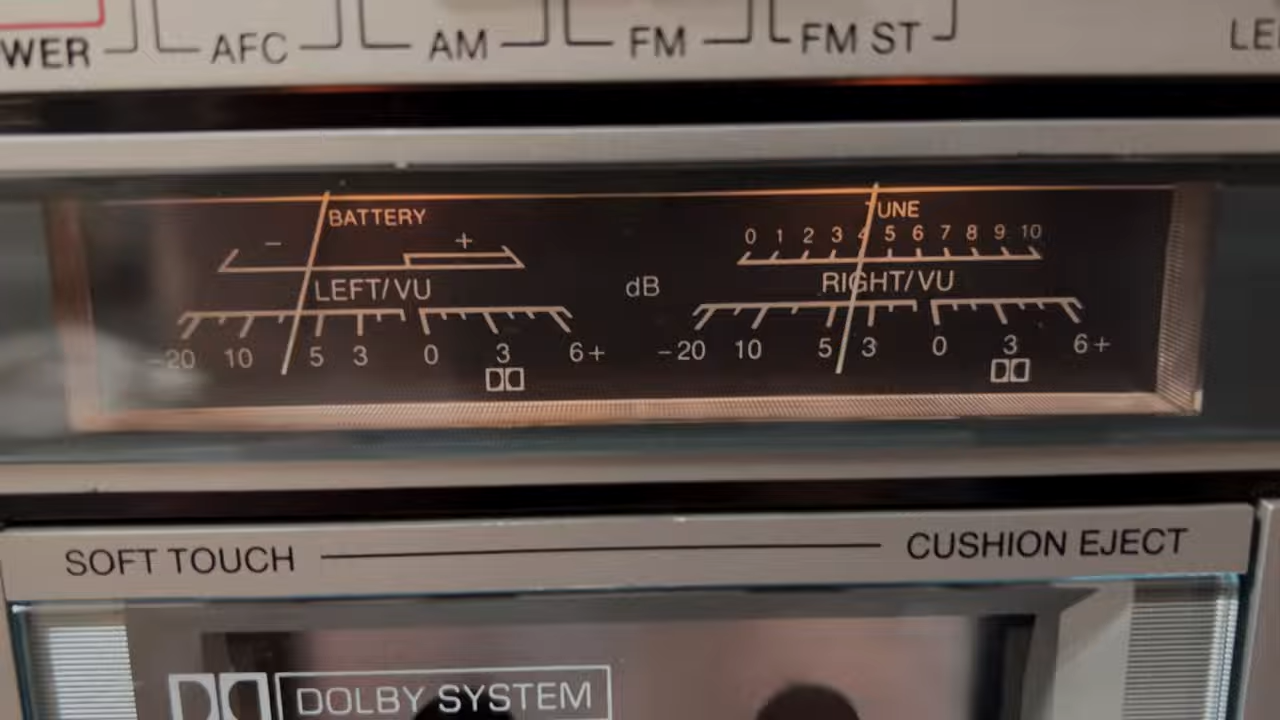 WER AFC AM FM FM ST LE
BATTERY TUNE
- + 0 1 2 3 4 5 6 7 8 9 10
LEFT/VU dB RIGHT/VU
-20 10 5 3 0 3 6+ -20 10 5 3 0 3 6+
SOFT TOUCH CUSHION EJECT
DOLBY SYSTEM